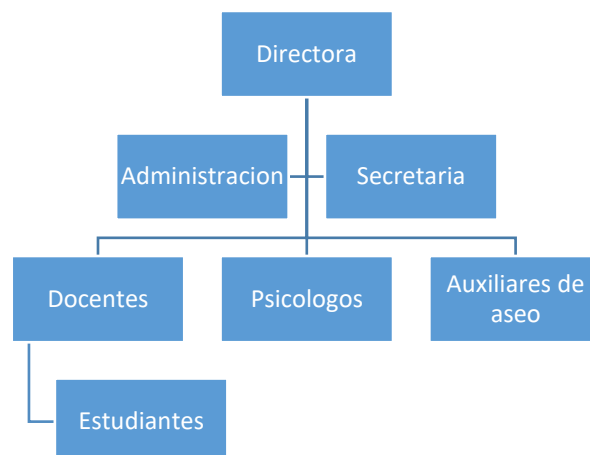 Directora
Administracion
Secretaria
Docentes
Psicologos
Auxiliares de
aseo
Estudiantes